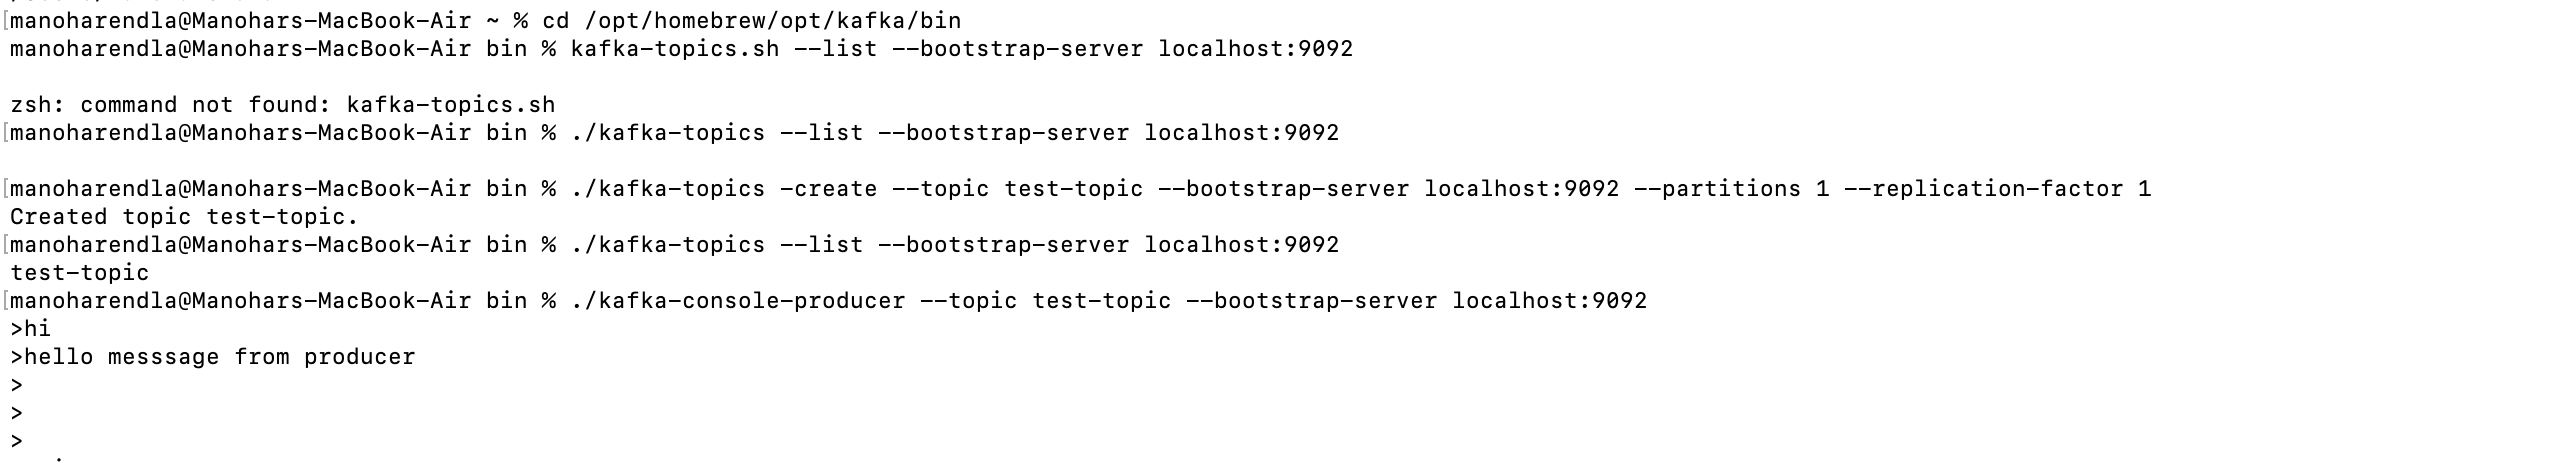 [manoharendla@Manohars-MacBook-Air ~ % cd /opt/homebrew/opt/kafka/bin
manoharendla@Manohars-MacBook-Air bin % kafka-topics.sh --list --bootstrap-server localhost:9092
zsh: command not found: kafka-topics.sh
[manoharendla@Manohars-MacBook-Air bin % ./kafka-topics --list --bootstrap-server localhost:9092
[manoharendla@Manohars-MacBook-Air bin % ./kafka-topics -create --topic test-topic --bootstrap-server localhost:9092 --partitions 1 --replication-factor 1
Created topic test-topic.
[manoharendla@Manohars-MacBook-Air bin % ./kafka-topics --list --bootstrap-server localhost:9092
test-topic
[manoharendla@Manohars-MacBook-Air bin % ./kafka-console-producer --topic test-topic --bootstrap-server localhost:9092
>hi
>hello messsage from producer
>
>
>